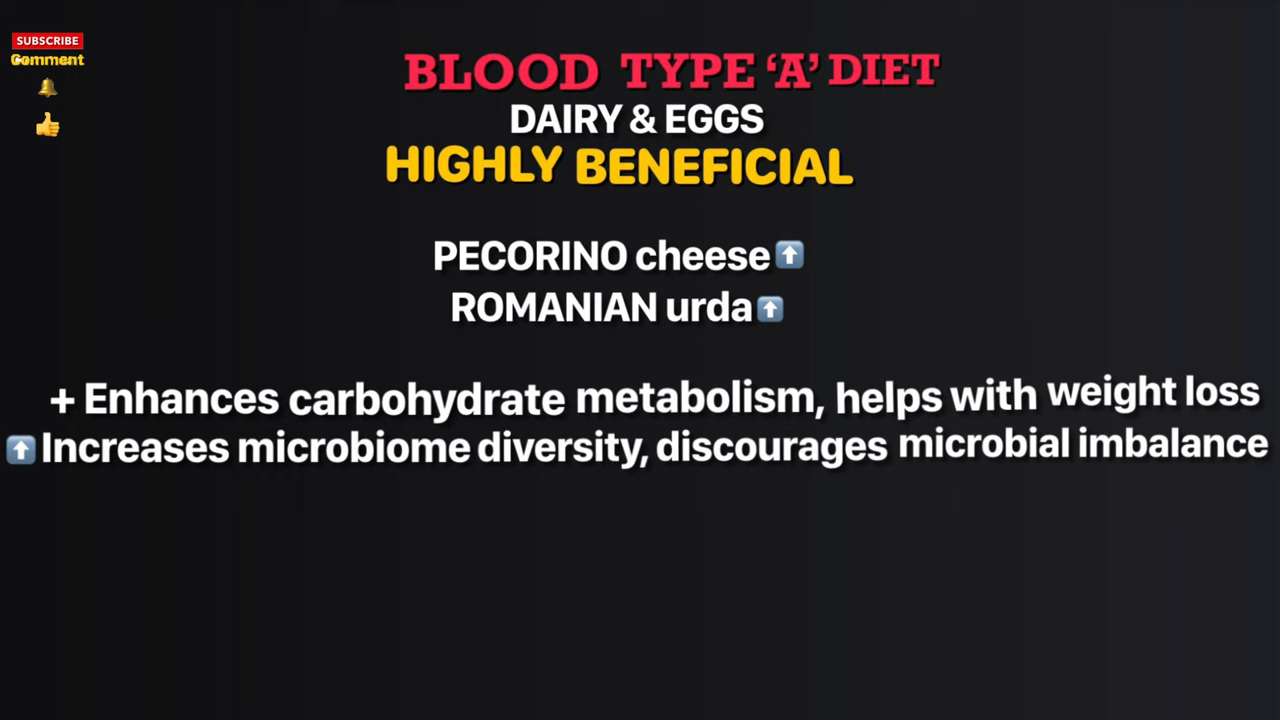 SUBSCRIBE
Comment
BLOOD TYPE ‘A’ DIET
DAIRY & EGGS
HIGHLY BENEFICIAL
PECORINO cheese⬆️
ROMANIAN urda⬆️
+ Enhances carbohydrate metabolism, helps with weight loss
⬆️Increases microbiome diversity, discourages microbial imbalance